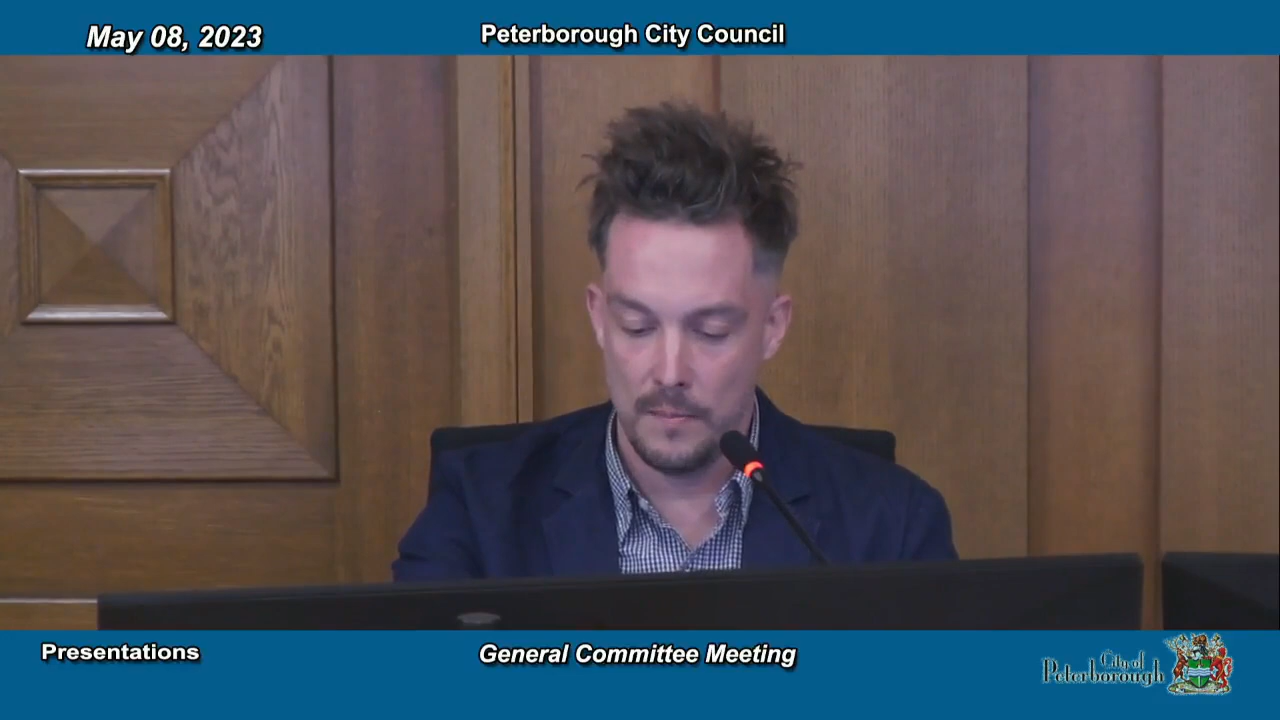 May 08, 2023
Peterborough City Council
Presentations
General Committee Meeting
City of
Peterborough